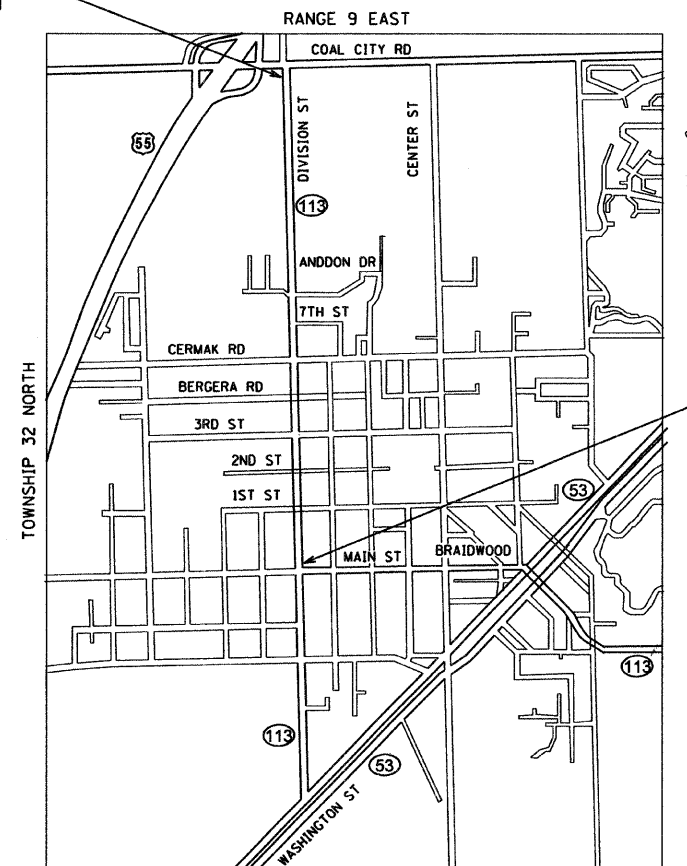 RANGE 9 EAST
COAL CITY RD
55
DIVISION ST
CENTER ST
113
ANDDON DR
7TH ST
CERMAK RD
BERGERA RD
TOWNSHIP 32 NORTH
3RD ST
2ND ST
1ST ST
53
MAIN ST
BRAIDWOOD
113
113
53
WASHINGTON ST